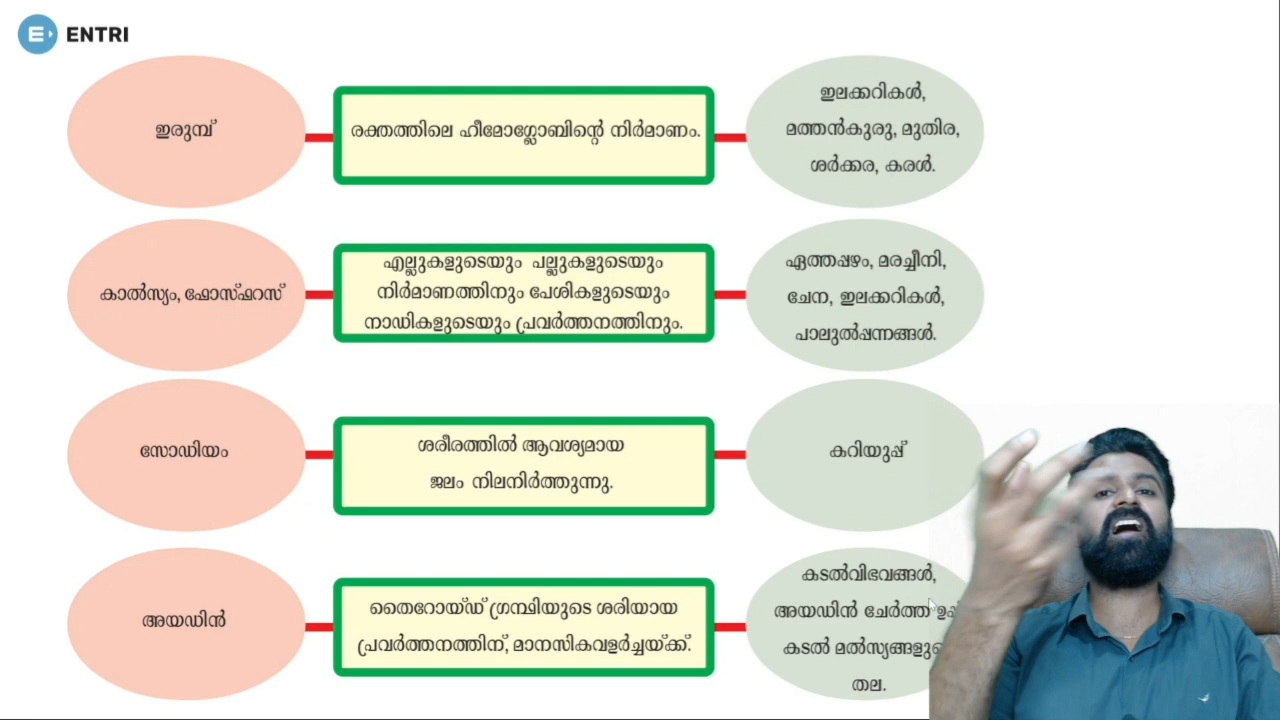 ENTRI
ഇരുമ്പ്
രക്തത്തിലെ ഹീമോഗ്ലോബിന്റെ നിർമാണം.
ഇലക്കറികൾ,
മത്തൻകുരു, മുതിര,
ശർക്കര, കരൾ.
കാൽസ്യം, ഫോസ്ഫറസ്
എല്ലുകളുടെയും പല്ലുകളുടെയും
നിർമാണത്തിനും പേശികളുടെയും
നാഡികളുടെയും പ്രവർത്തനത്തിനും.
ഏത്തപ്പഴം, മരച്ചീനി,
ചേന, ഇലക്കറികൾ,
പാലുൽപ്പന്നങ്ങൾ.
സോഡിയം
ശരീരത്തിൽ ആവശ്യമായ
ജലം നിലനിർത്തുന്നു.
കറിയുപ്പ്
അയഡിൻ
തൈറോയ്ഡ് ഗ്രന്ഥിയുടെ ശരിയായ
പ്രവർത്തനത്തിന്, മാനസികവളർച്ചയ്ക്ക്.
കടൽവിഭവങ്ങൾ,
അയഡിൻ ചേർത്ത
കടൽ
തല.